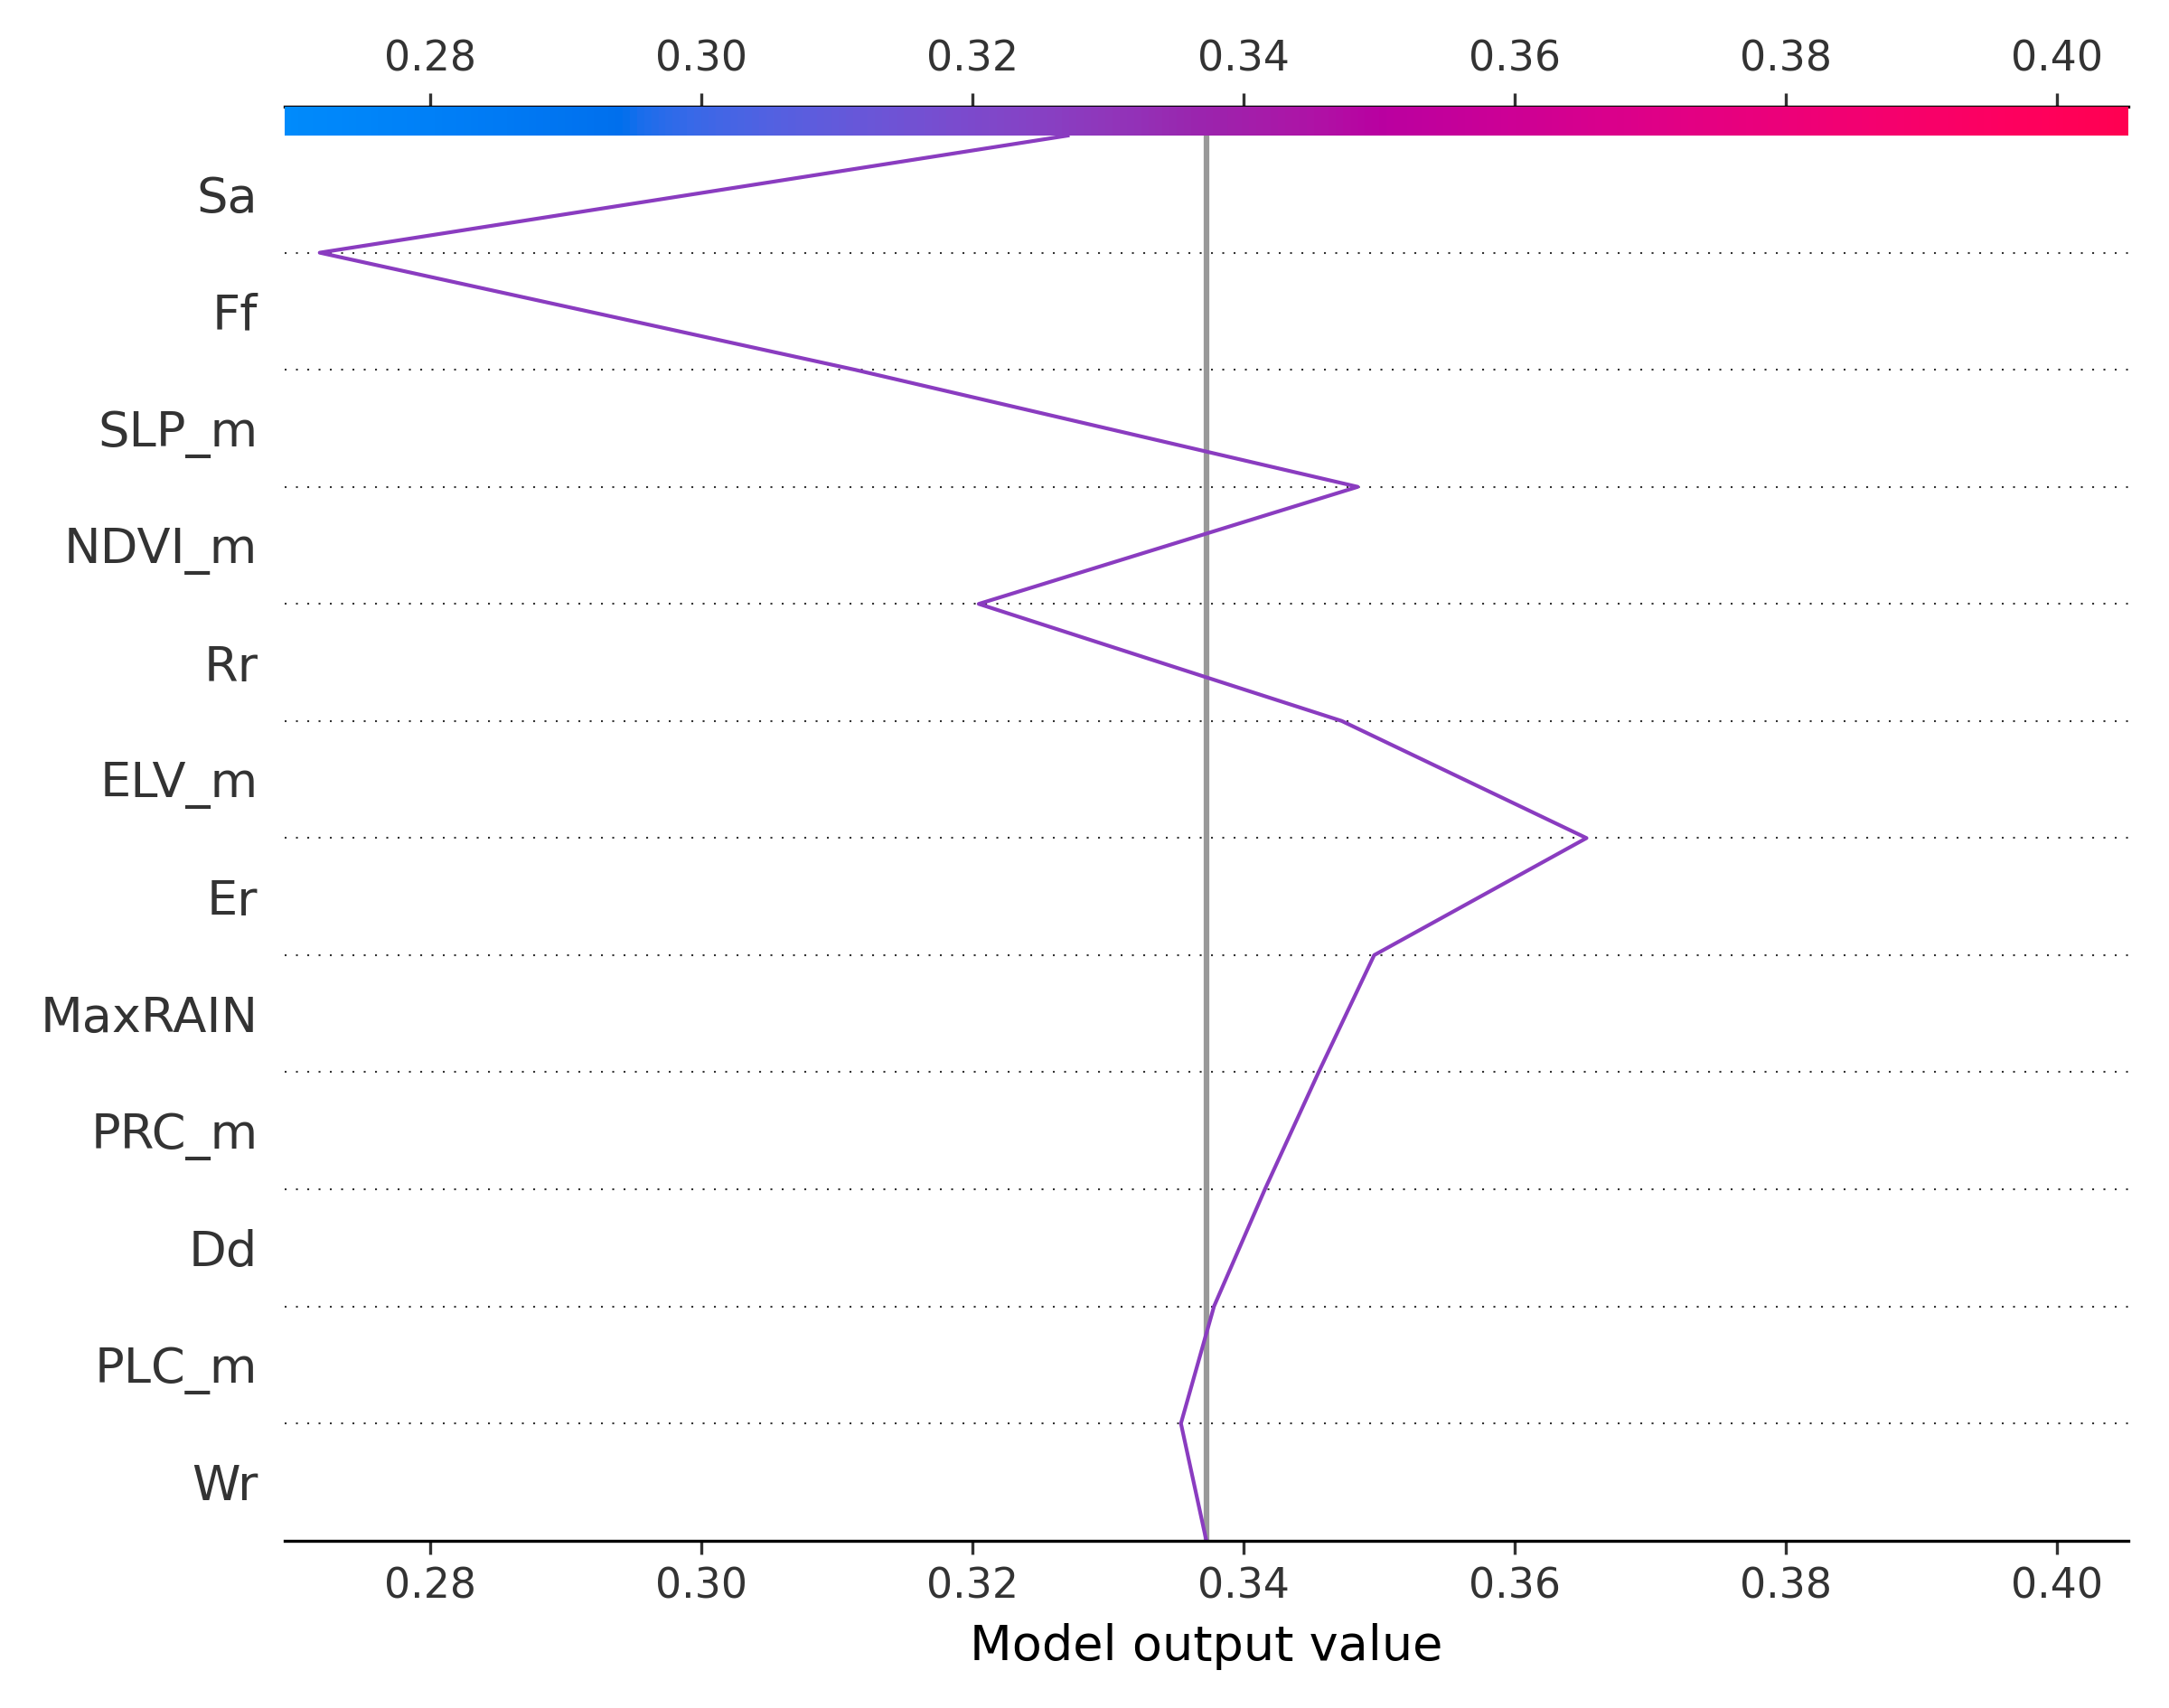 0.28 0.30 0.32 0.34 0.36 0.38 0.40
Sa
Ff
SLP_m
NDVI_m
Rr
ELV_m
Er
MaxRAIN
PRC_m
Dd
PLC_m
Wr
0.28 0.30 0.32 0.34 0.36 0.38 0.40
Model output value